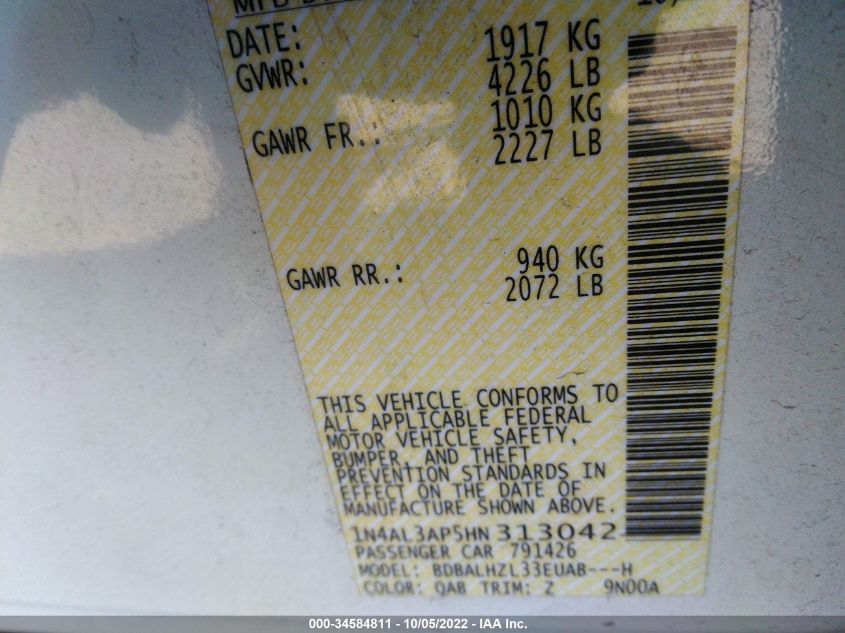 DATE:
GVWR: 1917 KG
4226 LB
GAWR FR.: 1010 KG
2227 LB
GAWR RR.: 940 KG
2072 LB
THIS VEHICLE CONFORMS TO
ALL APPLICABLE FEDERAL
MOTOR VEHICLE SAFETY,
BUMPER, AND THEFT
PREVENTION STANDARDS IN
EFFECT ON THE DATE OF
MANUFACTURE SHOWN ABOVE.
1N4AL3AP5HN 313042
PASSENGER CAR 791426
MODEL: BDBALHZL33EUAB---H
COLOR: QAB TRIM: Z 9N00A
000-34584811 - 10/05/2022 - IAA Inc.